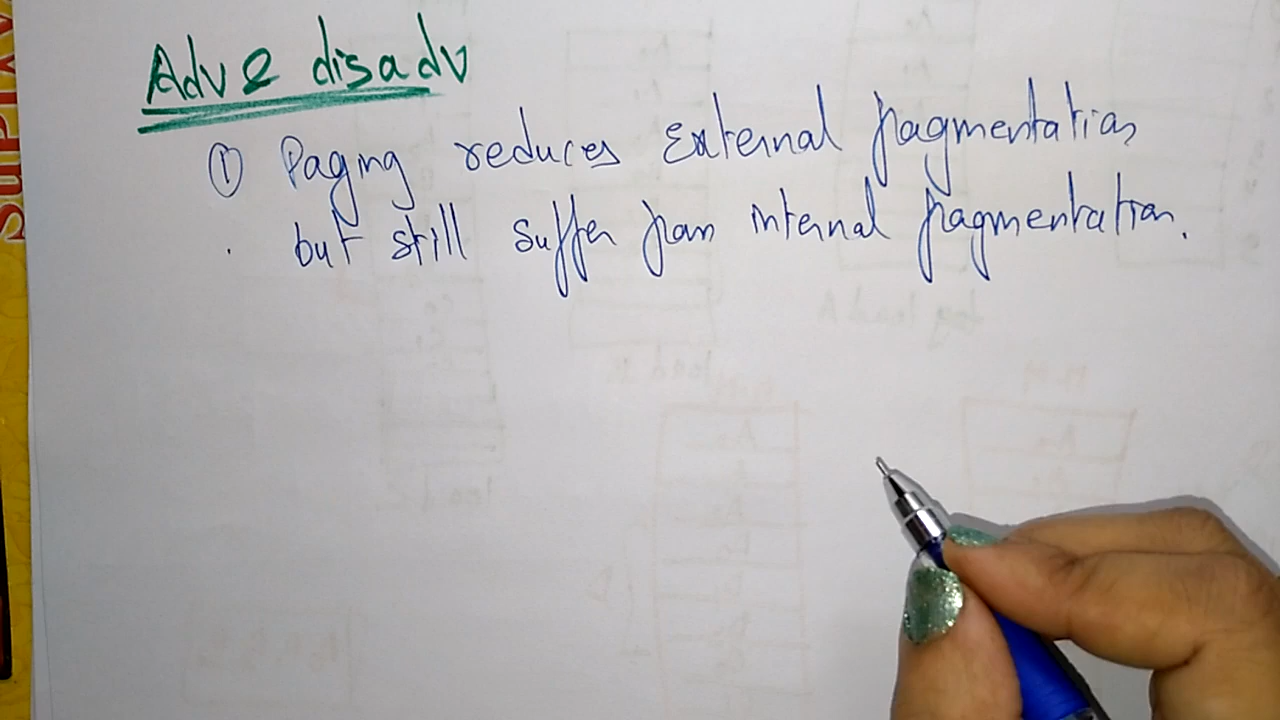 Adv & disadv
① Paging reduces External fragmentation
but still suffer from internal fragmentation.